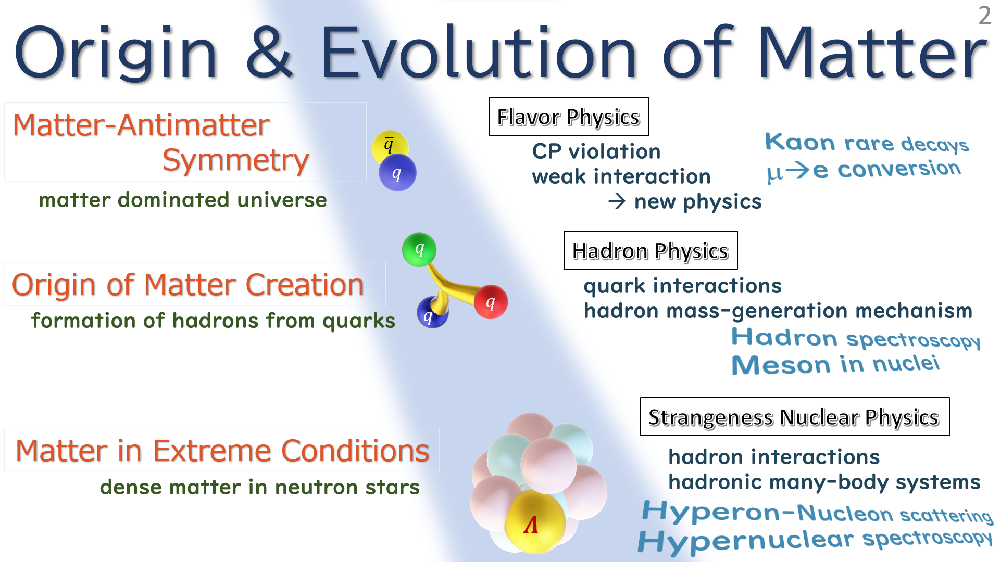 2
Origin & Evolution of Matter
Matter-Antimatter
Symmetry
matter dominated universe
q̅
q
Flavor Physics
CP violation
weak interaction
→ new physics
Kaon rare decays
μ→e conversion
Origin of Matter Creation
formation of hadrons from quarks
q
q
q
Hadron Physics
quark interactions
hadron mass-generation mechanism
Hadron spectroscopy
Meson in nuclei
Matter in Extreme Conditions
dense matter in neutron stars
Λ
Strangeness Nuclear Physics
hadron interactions
hadronic many-body systems
Hyperon-Nucleon scattering
Hypernuclear spectroscopy